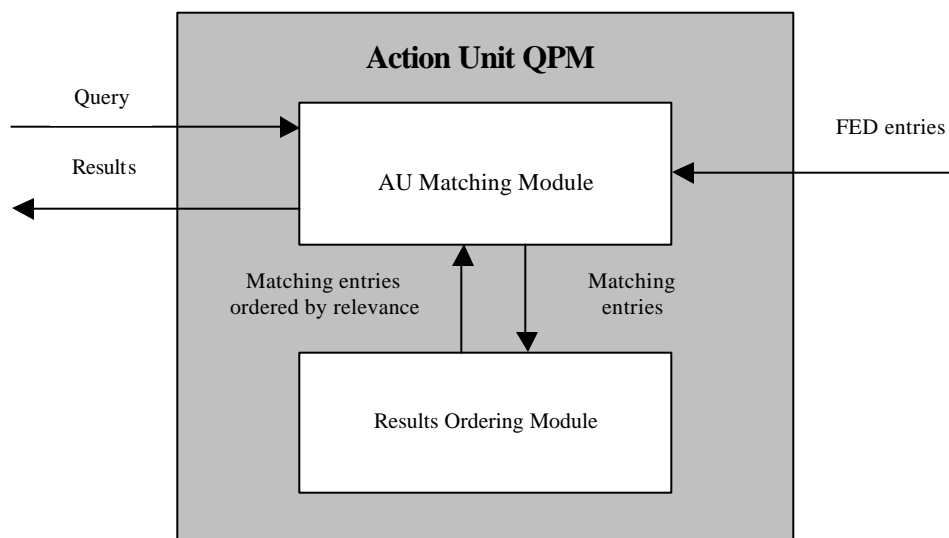 Action Unit QPM
Query
FED entries
Results
AU Matching Module
Matching entries
ordered by relevance
Matching
entries
Results Ordering Module